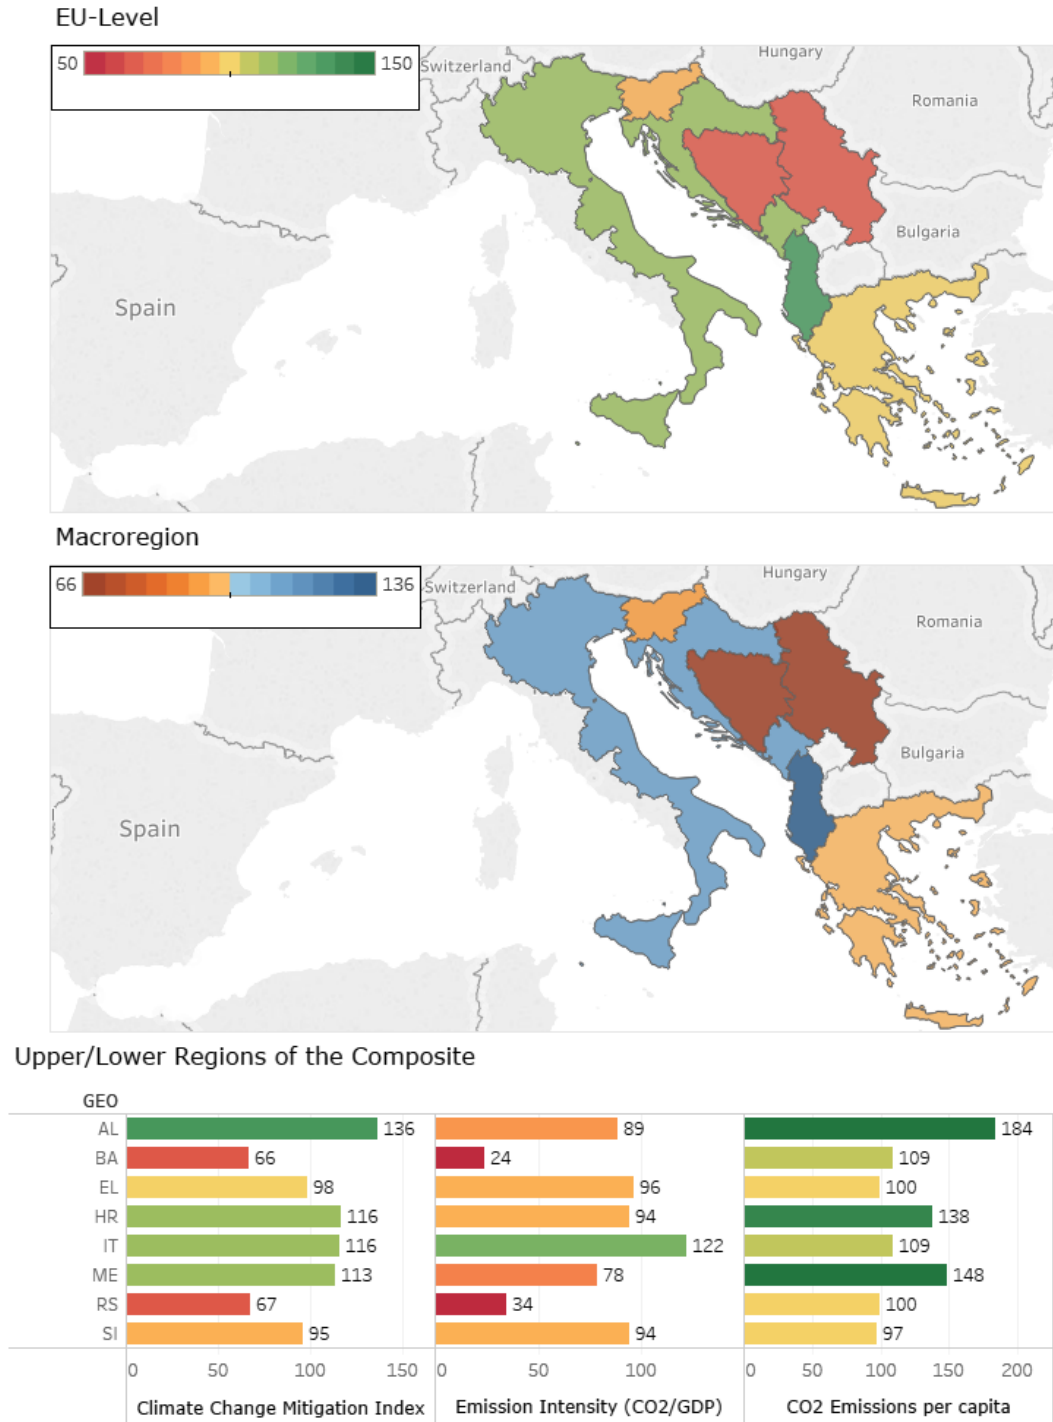 EU-Level
50 150
Switzerland
Hungary
Romania
Bulgaria
Spain
Macroregion
66 136
Switzerland
Hungary
Romania
Bulgaria
Spain
Upper/Lower Regions of the Composite
GEO
AL 136 89 184
BA 66 24 109
EL 98 96 100
HR 116 94 138
IT 116 122 109
ME 113 78 148
RS 67 34 100
SI 95 94 97
0 50 100 150 0 50 100 0 50 100 150 200
Climate Change Mitigation Index Emission Intensity (CO2/GDP) CO2 Emissions per capita